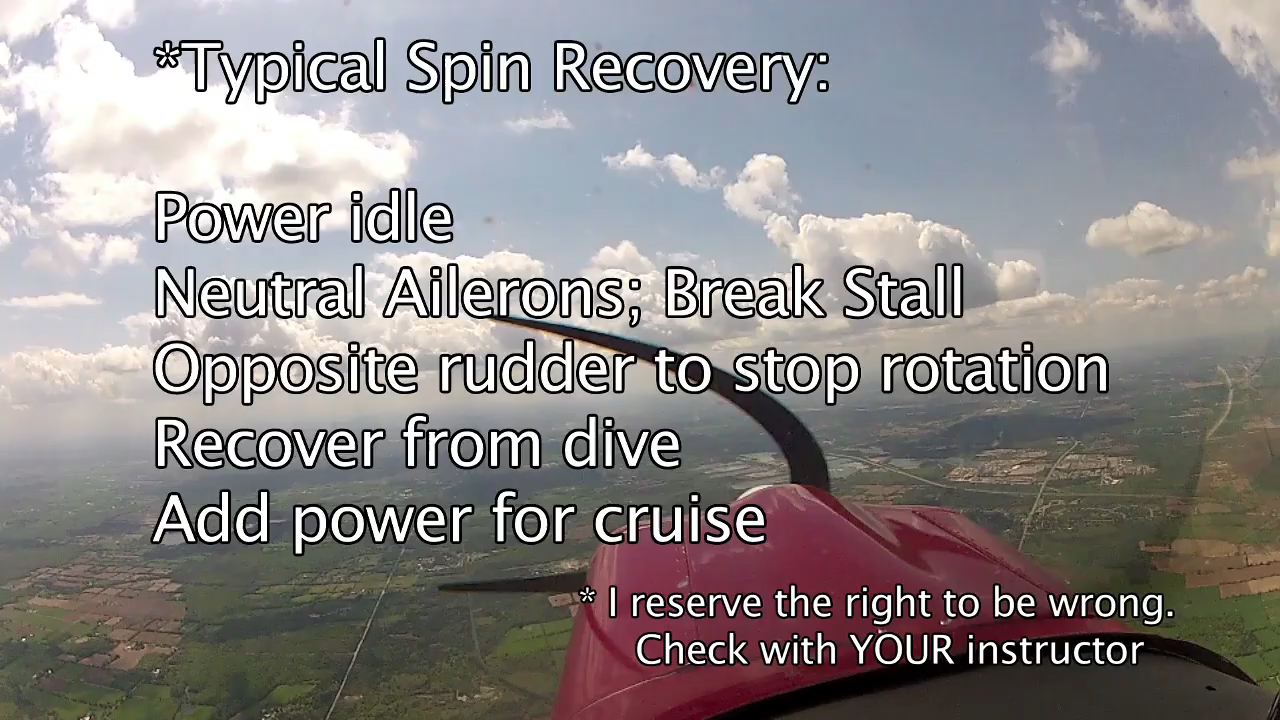 *Typical Spin Recovery:
Power idle
Neutral Ailerons; Break Stall
Opposite rudder to stop rotation
Recover from dive
Add power for cruise
* I reserve the right to be wrong.
Check with YOUR instructor